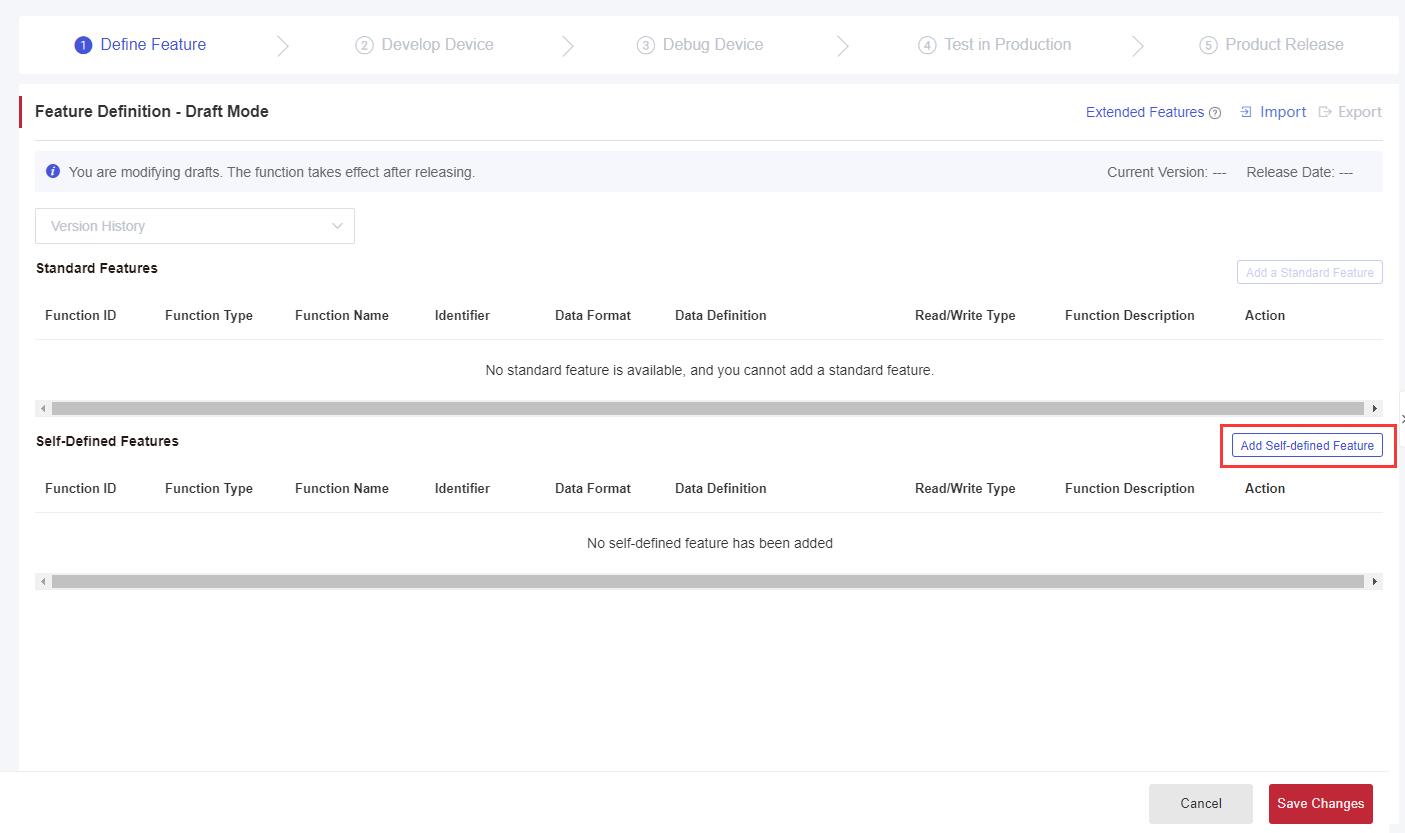 1 Define Feature 2 Develop Device 3 Debug Device 4 Test in Production 5 Product Release
Feature Definition - Draft Mode Extended Features ? Import Export
i You are modifying drafts. The function takes effect after releasing. Current Version: --- Release Date: ---
Version History
Standard Features Add a Standard Feature
Function ID Function Type Function Name Identifier Data Format Data Definition Read/Write Type Function Description Action
No standard feature is available, and you cannot add a standard feature.
Self-Defined Features Add Self-defined Feature
Function ID Function Type Function Name Identifier Data Format Data Definition Read/Write Type Function Description Action
No self-defined feature has been added
Cancel Save Changes